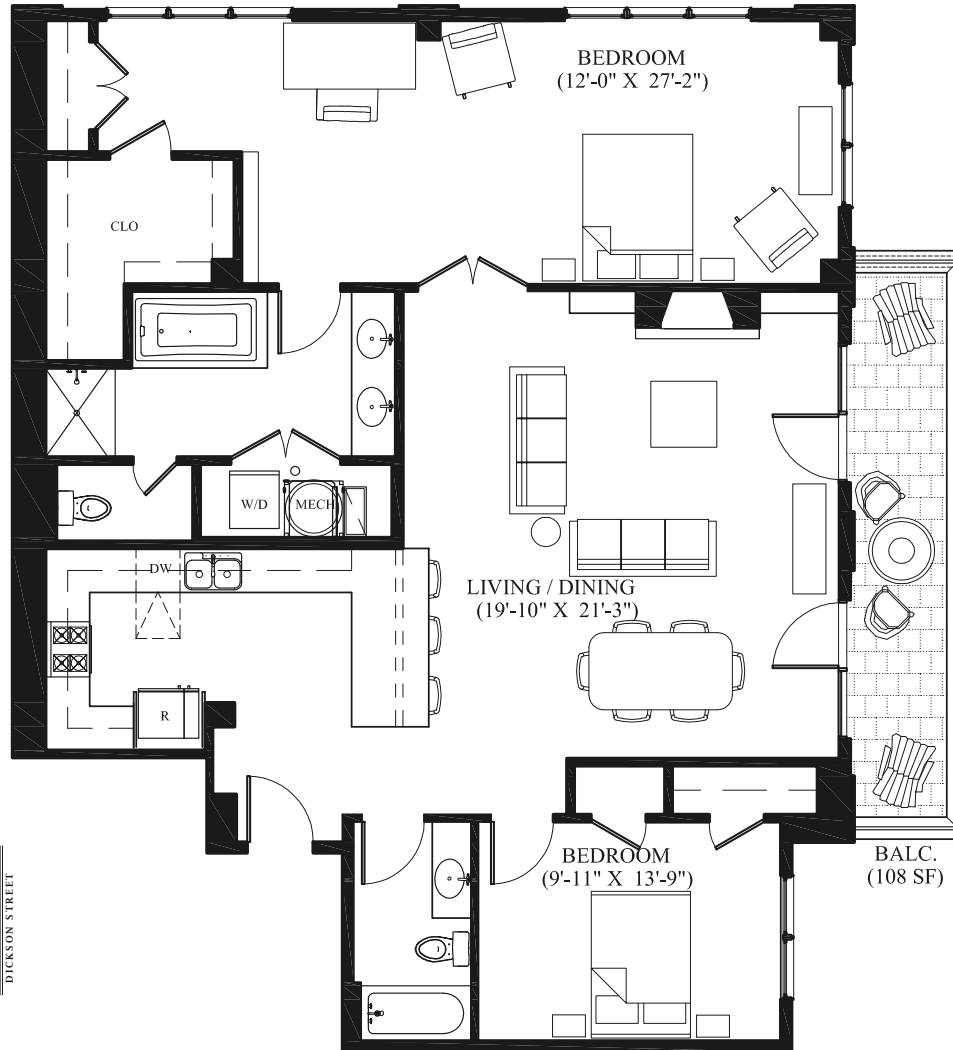 BEDROOM
(12'-0" X 27'-2")
CLO
W/D
MECH
DW
LIVING / DINING
(19'-10" X 21'-3")
R
BEDROOM
(9'-11" X 13'-9")
BALC.
(108 SF)
DICKSON STREET